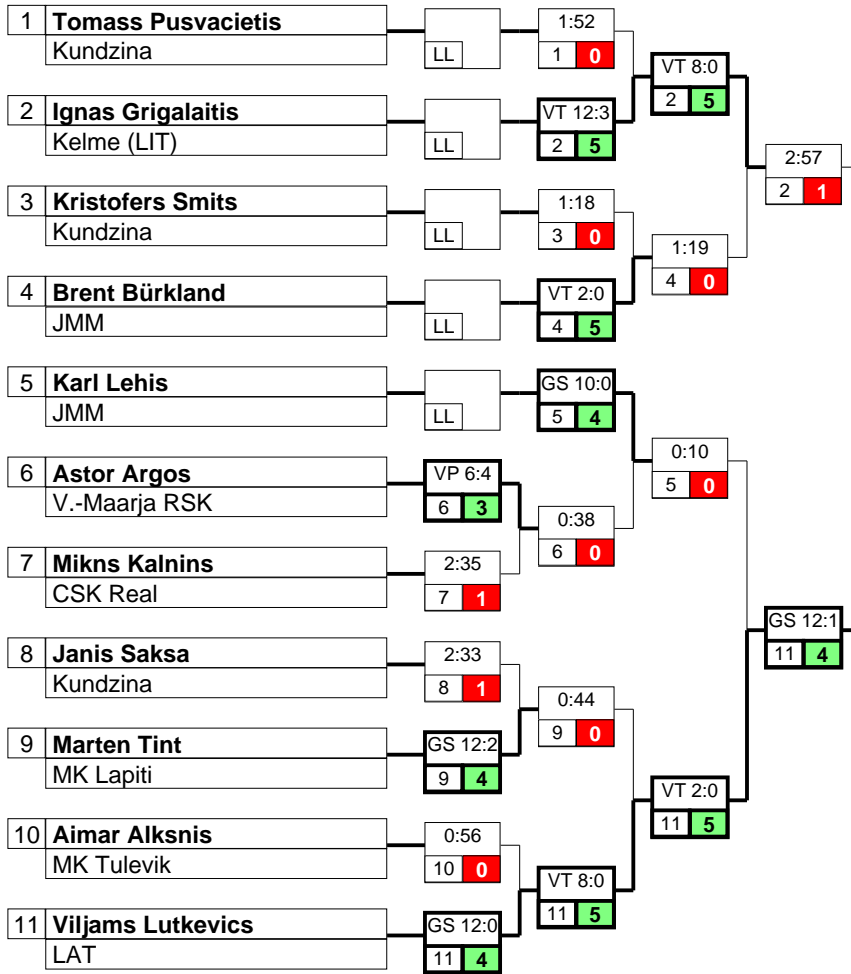 1 Tomass Pusvacietis
Kundzina
LL
1:52
1 0
VT 8:0
2 5
2 Ignas Grigalaitis
Kelme (LIT)
LL
VT 12:3
2 5
2:57
2 1
3 Kristofers Smits
Kundzina
LL
1:18
3 0
1:19
4 0
4 Brent Bürkland
JMM
LL
VT 2:0
4 5
5 Karl Lehis
JMM
LL
GS 10:0
5 4
0:10
5 0
6 Astor Argos
V.-Maarja RSK
VP 6:4
6 3
0:38
6 0
7 Mikns Kalnins
CSK Real
2:35
7 1
GS 12:1
11 4
8 Janis Saksa
Kundzina
2:33
8 1
0:44
9 0
9 Marten Tint
MK Lapiti
GS 12:2
9 4
VT 2:0
11 5
10 Aimar Alksnis
MK Tulevik
0:56
10 0
VT 8:0
11 5
11 Viljams Lutkevics
LAT
GS 12:0
11 4